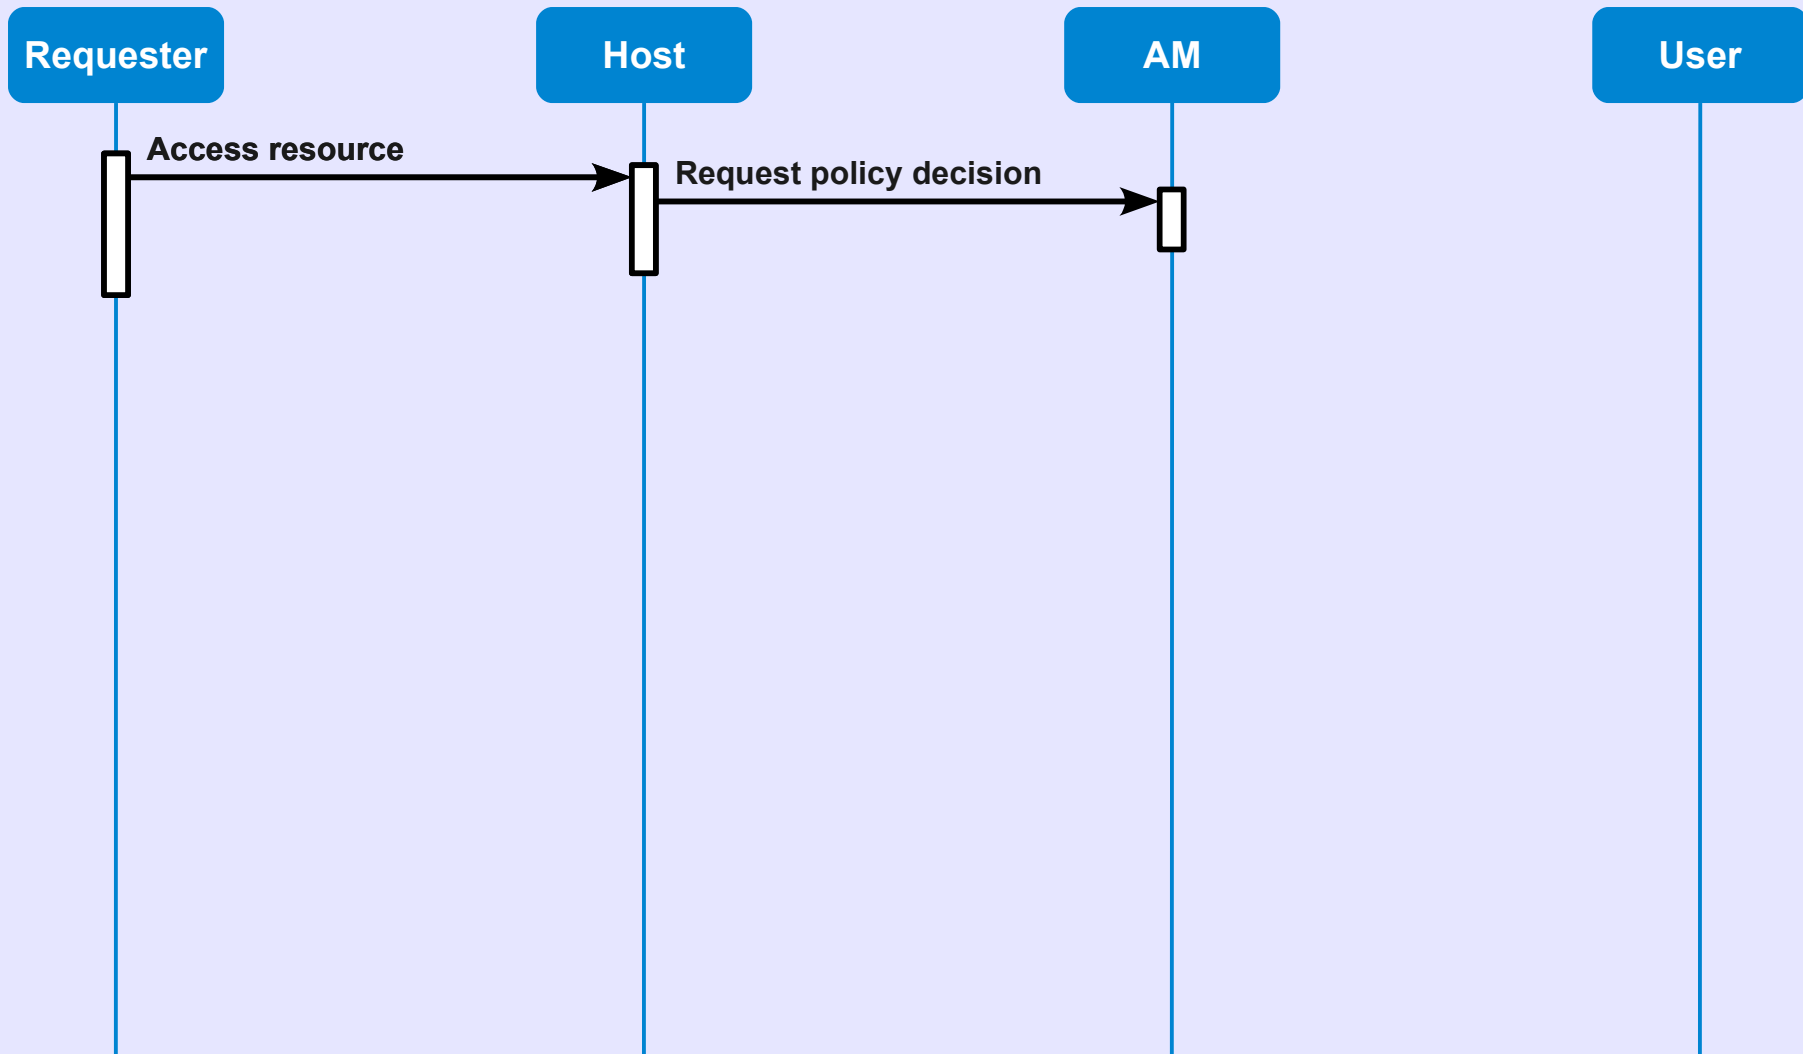 Requester
Host
AM
User
Access resource
Request policy decision